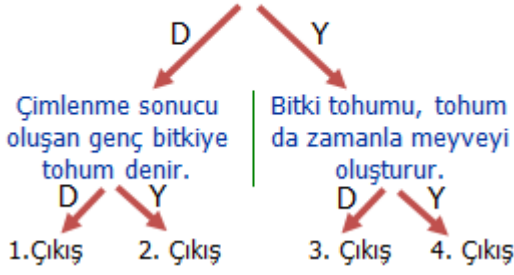 D Y
Çimlenme sonucu
oluşan genç bitkiye
tohum denir.
Bitki tohumu, tohum
da zamanla meyveyi
oluşturur.
D Y D Y
1.Çıkış 2. Çıkış 3. Çıkış 4. Çıkış